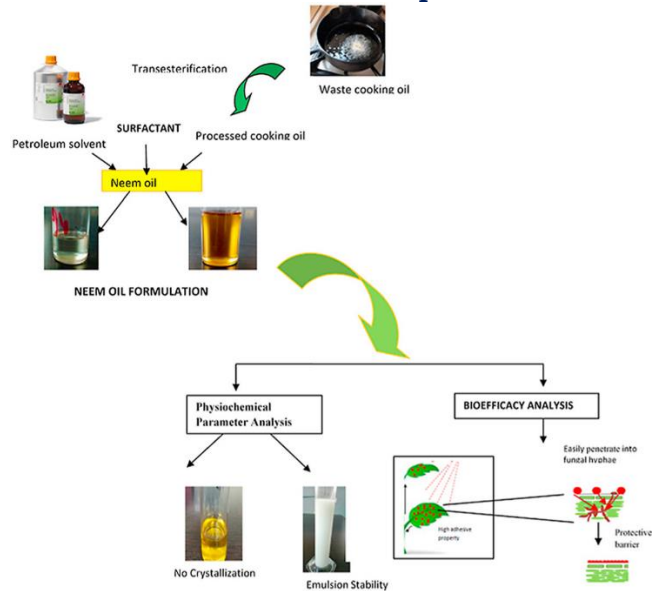 Transesterification
Waste cooking oil
SURFACTANT
Petroleum solvent
Processed cooking oil
Neem oil
NEEM OIL FORMULATION
Physiochemical
Parameter Analysis
BIOEFFICACY ANALYSIS
Easily penetrate into
fungal hyphae
High adhesive
property
Protective
barrier
No Crystallization
Emulsion Stability